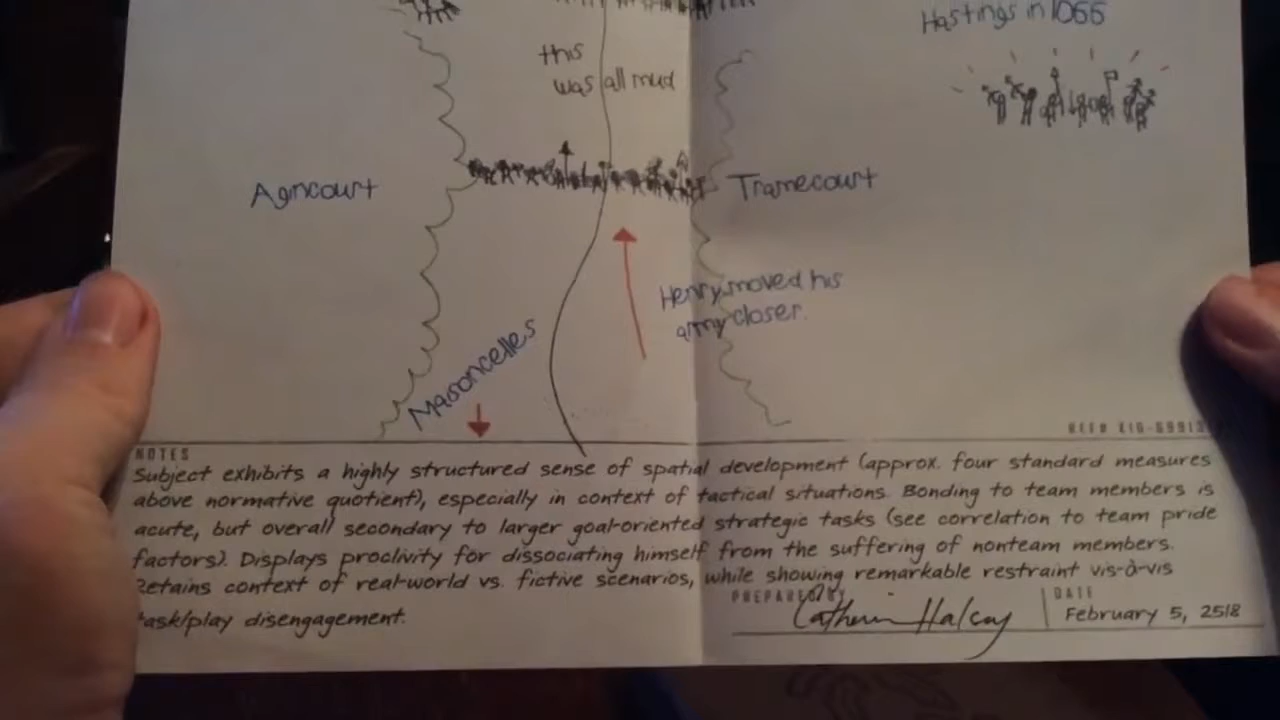 Hastings in 1066
this
was all mud
Agincourt
Tramecourt
Henry moved his
army closer.
Maisoncelles
NOTES
Subject exhibits a highly structured sense of spatial development (approx. four standard measures
above normative quotient), especially in context of tactical situations. Bonding to team members is
acute, but overall secondary to larger goal-oriented strategic tasks (see correlation to team pride
factors). Displays proclivity for dissociating himself from the suffering of nonteam members.
Retains context of real-world vs. fictive scenarios, while showing remarkable restraint vis-à-vis
task/play disengagement.
PREPARED BY
Catherin Halsey
DATE
February 5, 2518